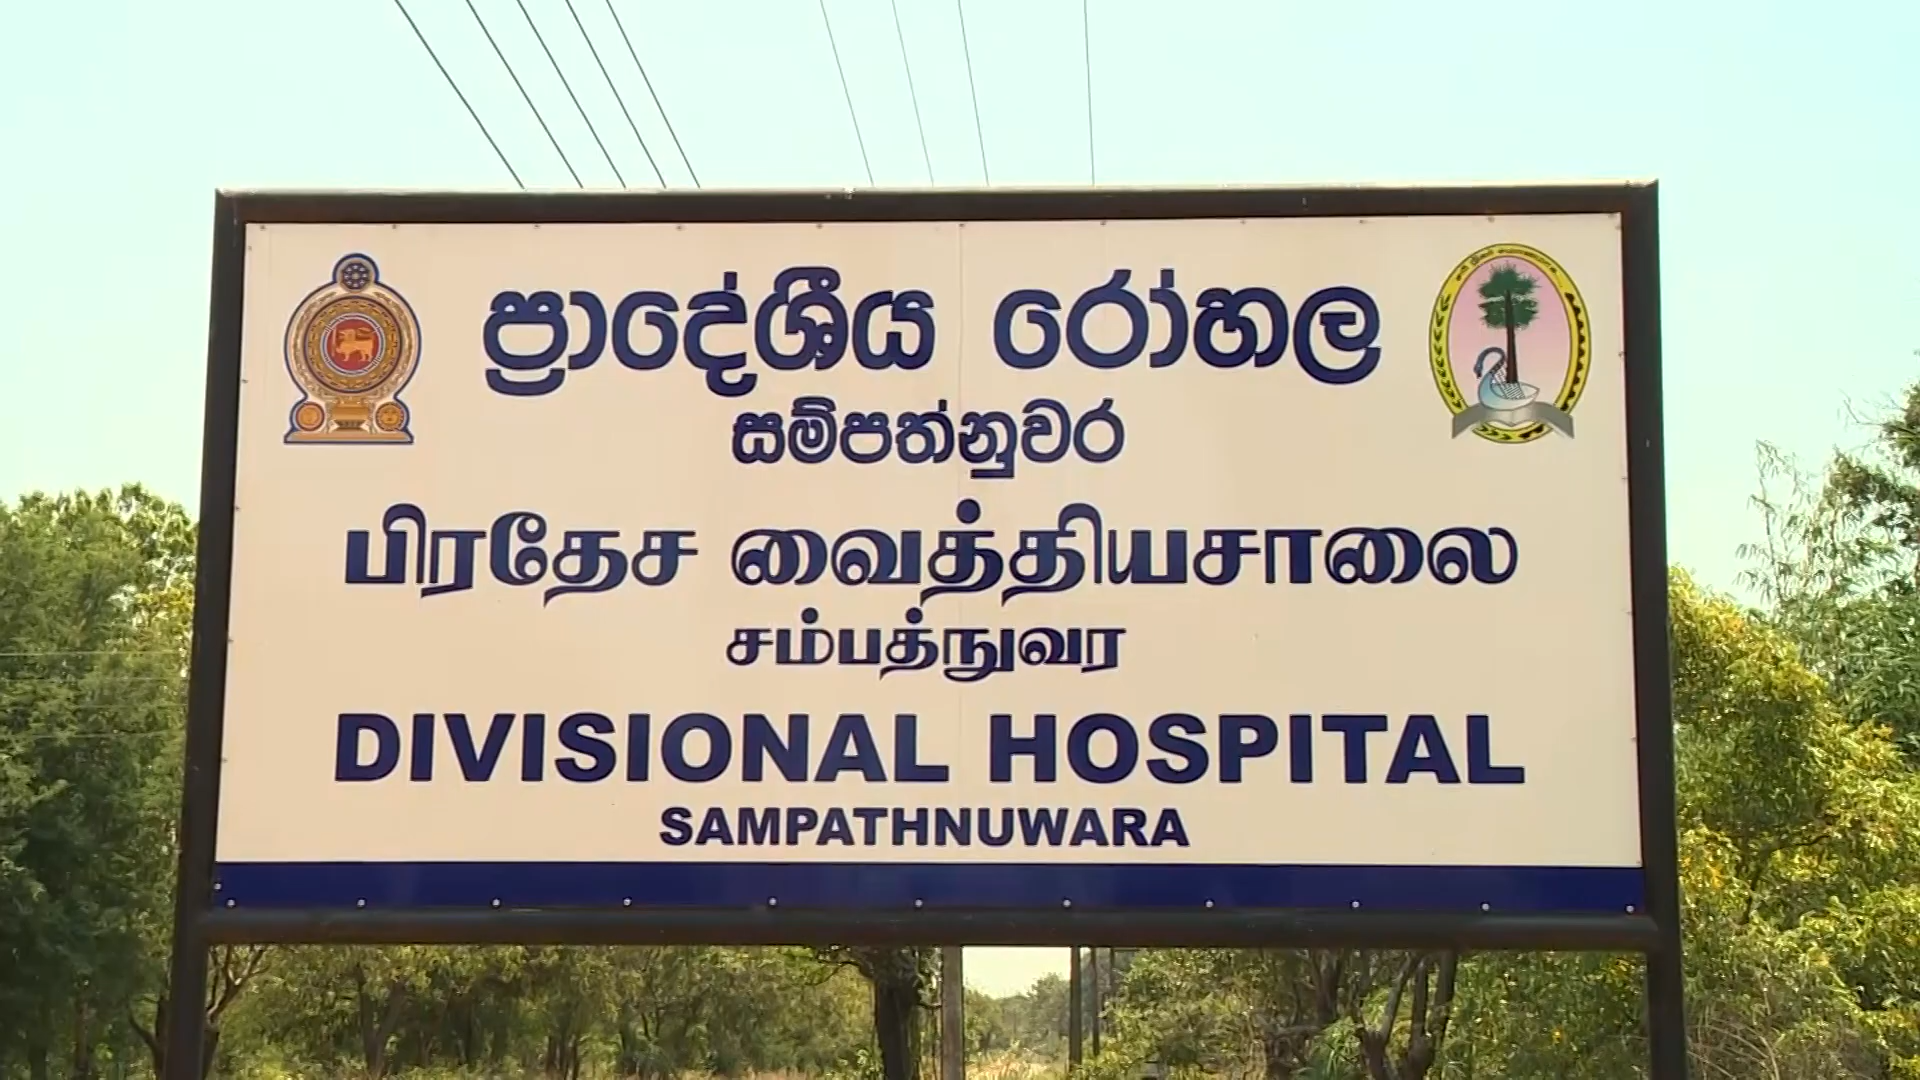 ප්‍රාදේශීය රෝහල
සම්පත්නුවර
பிரதேச வைத்தியசாலை
சம்பத்நுவர
DIVISIONAL HOSPITAL
SAMPATHNUWARA